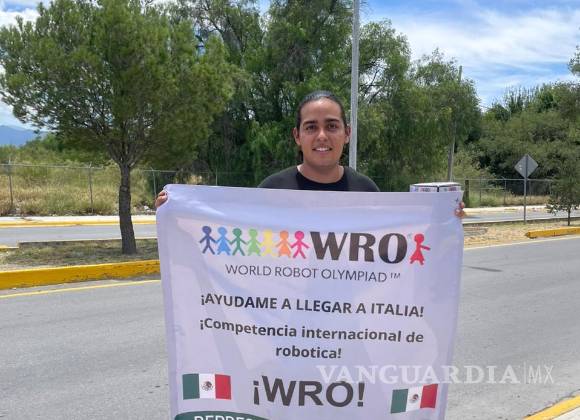 WRO
WORLD ROBOT OLYMPIAD™
¡AYUDAME A LLEGAR A ITALIA!
¡Competencia internacional de
robotica!
¡WRO!
VANGUARDIA|MX